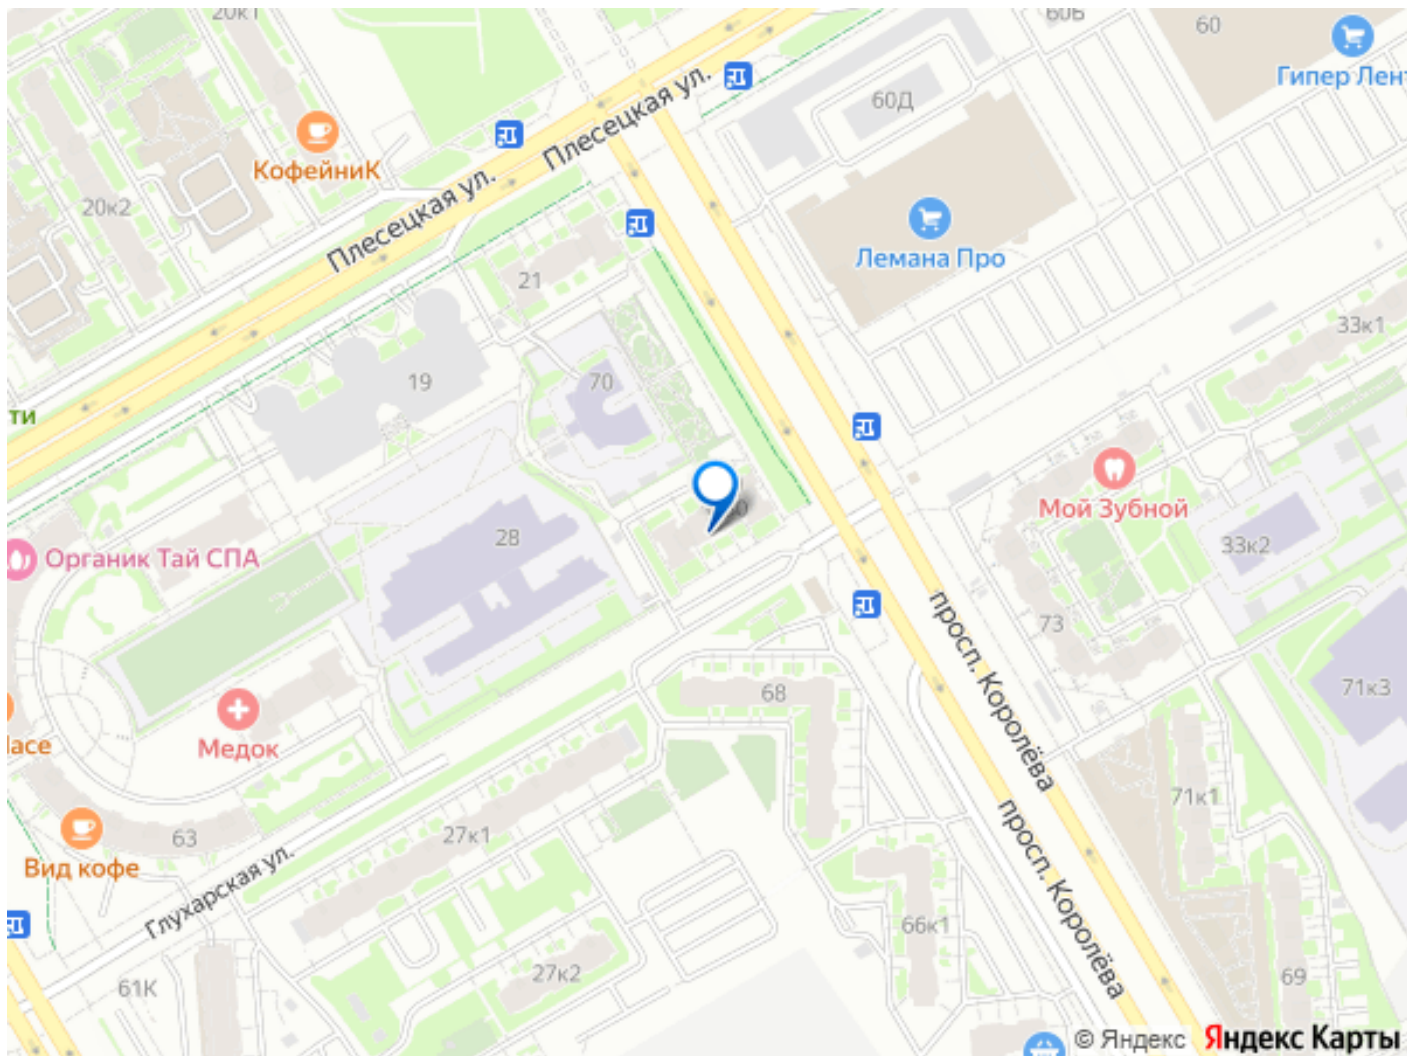 20к1
60Б
60
Гипер Лент
Плесецкая ул.
60Д
КофейниК
Плесецкая ул.
20к2
Лемана Про
21
33к1
19
70
ти
Мой Зубной
28
33к2
Органик Тай СПА
просп. Королёва
73
68
71к3
Медок
lace
71к1
63
27к1
Вид кофе
просп. Королёва
Глухарская ул.
66к1
27к2
61К
69
© Яндекс Яндекс Карты